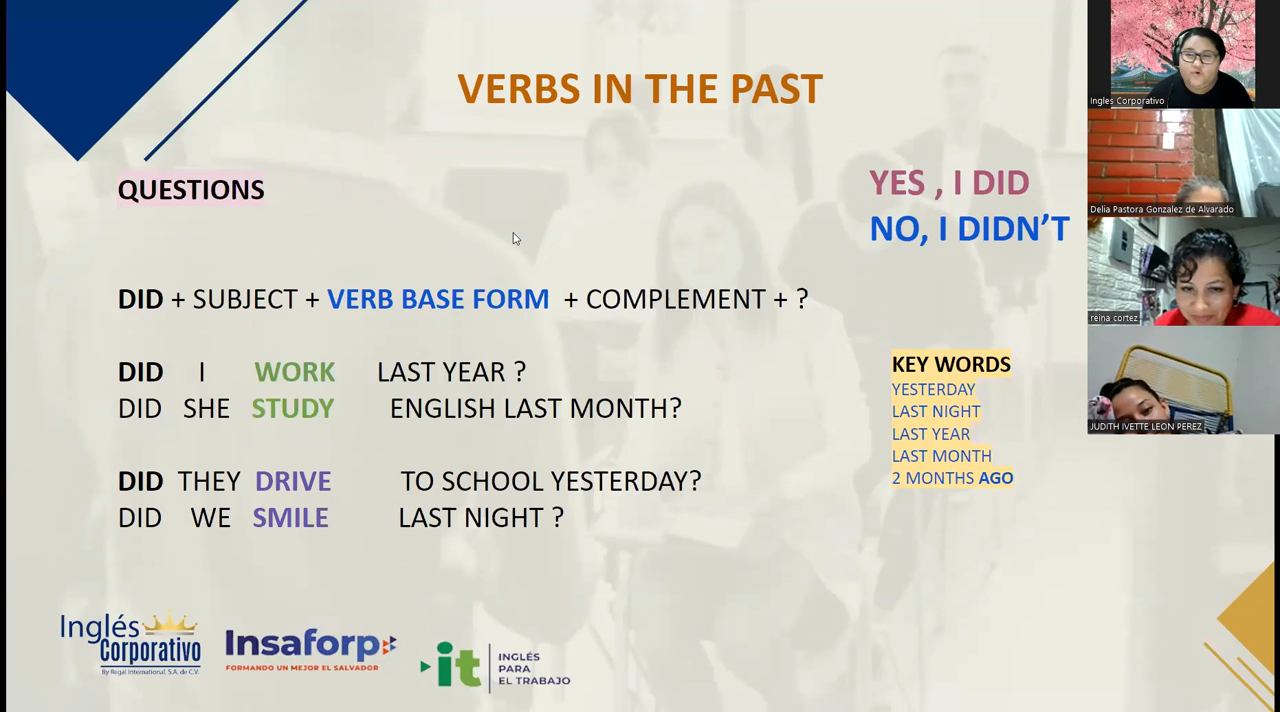 VERBS IN THE PAST
QUESTIONS
YES , I DID
NO, I DIDN’T
DID + SUBJECT + VERB BASE FORM + COMPLEMENT + ?
DID I WORK LAST YEAR ?
DID SHE STUDY ENGLISH LAST MONTH?
DID THEY DRIVE TO SCHOOL YESTERDAY?
DID WE SMILE LAST NIGHT ?
KEY WORDS
YESTERDAY
LAST NIGHT
LAST YEAR
LAST MONTH
2 MONTHS AGO
Inglés
Corporativo
By Regal International, S.A. de C.V.
Insaforp
FORMANDO UN MEJOR EL SALVADOR
it
INGLÉS
PARA
EL TRABAJO
Ingles Corporativo
Delia Pastora Gonzalez de Alvarado
reina cortez
JUDITH IVETTE LEON PEREZ